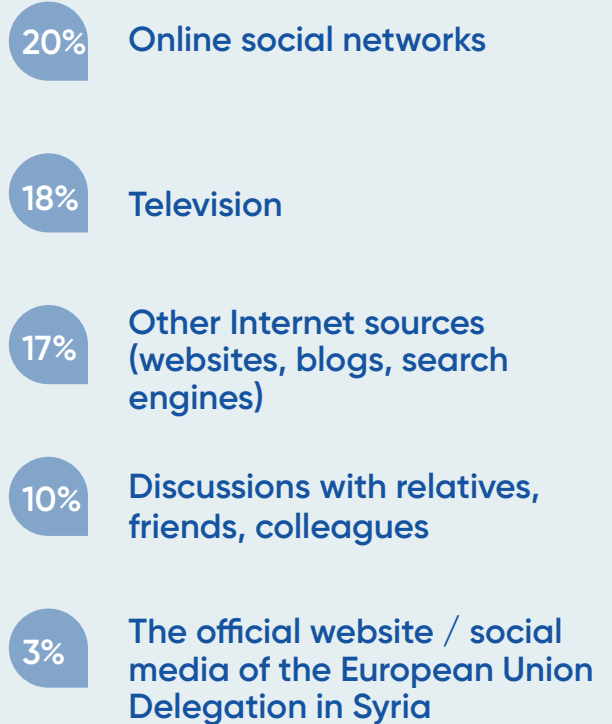 20%
Online social networks
18%
Television
17%
Other Internet sources
(websites, blogs, search
engines)
10%
Discussions with relatives,
friends, colleagues
3%
The official website / social
media of the European Union
Delegation in Syria